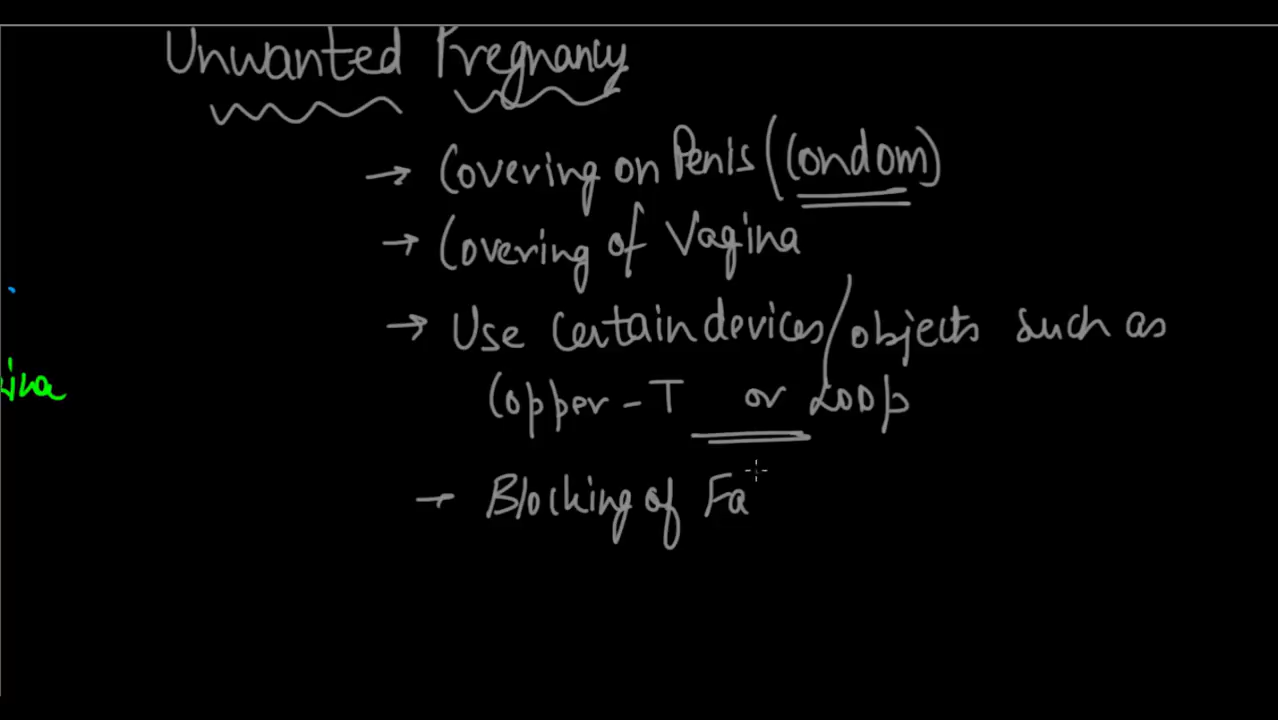 Unwanted Pregnancy
→ Covering on Penis (Condom)
→ Covering of Vagina
→ Use certain devices/objects such as
Copper-T or Loop
→ Blocking of Fa
ina